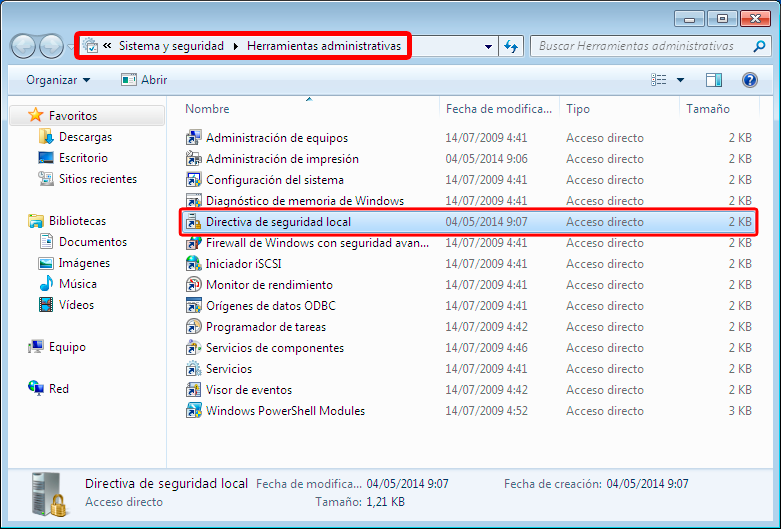 « Sistema y seguridad Herramientas administrativas Buscar Herramientas administrativas
Organizar Abrir
Favoritos
Descargas
Escritorio
Sitios recientes
Bibliotecas
Documentos
Imágenes
Música
Vídeos
Equipo
Red
Nombre Fecha de modifica... Tipo Tamaño
Administración de equipos 14/07/2009 4:41 Acceso directo 2 KB
Administración de impresión 04/05/2014 9:06 Acceso directo 2 KB
Configuración del sistema 14/07/2009 4:41 Acceso directo 2 KB
Diagnóstico de memoria de Windows 14/07/2009 4:41 Acceso directo 2 KB
Directiva de seguridad local 04/05/2014 9:07 Acceso directo 2 KB
Firewall de Windows con seguridad avan... 14/07/2009 4:41 Acceso directo 2 KB
Iniciador iSCSI 14/07/2009 4:41 Acceso directo 2 KB
Monitor de rendimiento 14/07/2009 4:41 Acceso directo 2 KB
Orígenes de datos ODBC 14/07/2009 4:41 Acceso directo 2 KB
Programador de tareas 14/07/2009 4:42 Acceso directo 2 KB
Servicios de componentes 14/07/2009 4:46 Acceso directo 2 KB
Servicios 14/07/2009 4:41 Acceso directo 2 KB
Visor de eventos 14/07/2009 4:42 Acceso directo 2 KB
Windows PowerShell Modules 14/07/2009 4:52 Acceso directo 3 KB
Directiva de seguridad local Fecha de modifica... 04/05/2014 9:07 Fecha de creación: 04/05/2014 9:07
Acceso directo Tamaño: 1,21 KB